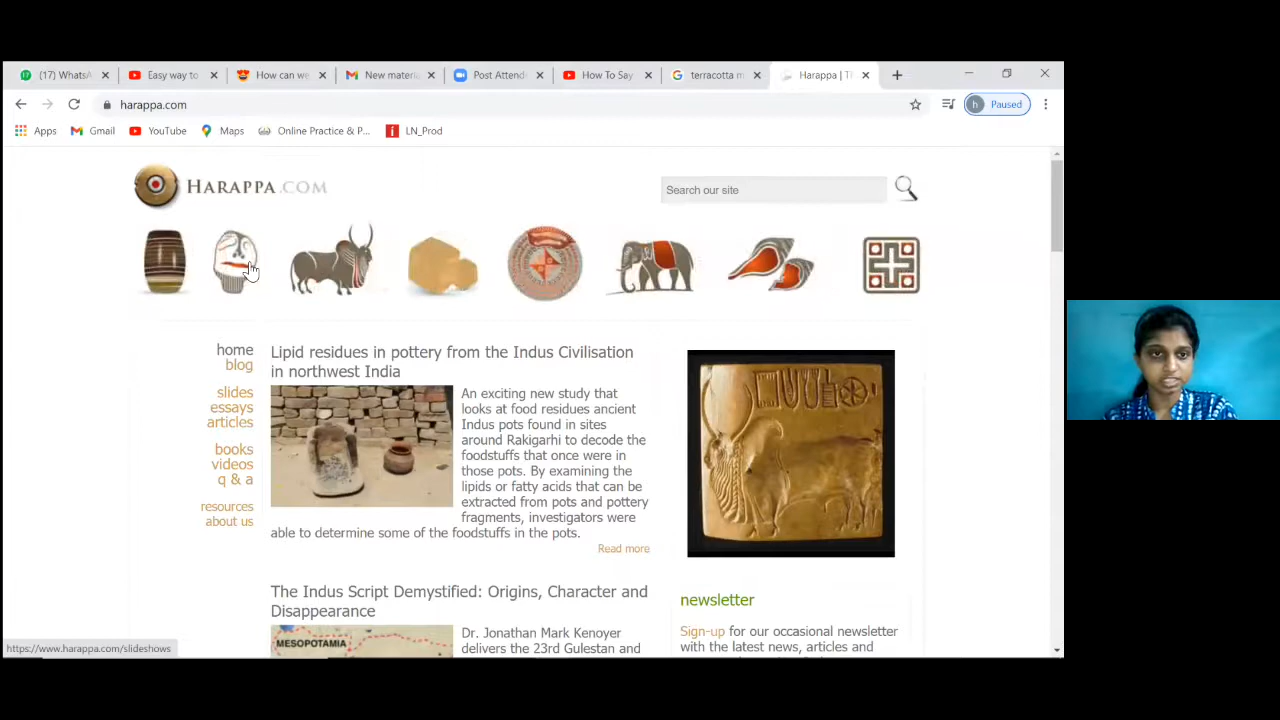 (17) WhatsA
Easy way to
How can we
New materia
Post Attend
How To Say
terracotta m
Harappa | Th
harappa.com
Paused
Apps
Gmail
YouTube
Maps
Online Practice & P...
LN_Prod
HARAPPA.COM
Search our site
home
blog
slides
essays
articles
books
videos
q & a
resources
about us
Lipid residues in pottery from the Indus Civilisation
in northwest India
An exciting new study that
looks at food residues ancient
Indus pots found in sites
around Rakigarhi to decode the
foodstuffs that once were in
those pots. By examining the
lipids or fatty acids that can be
extracted from pots and pottery
fragments, investigators were
able to determine some of the foodstuffs in the pots.
Read more
The Indus Script Demystified: Origins, Character and
Disappearance
MESOPOTAMIA
Dr. Jonathan Mark Kenoyer
delivers the 23rd Gulestan and
newsletter
Sign-up for our occasional newsletter
with the latest news, articles and
https://www.harappa.com/slideshows